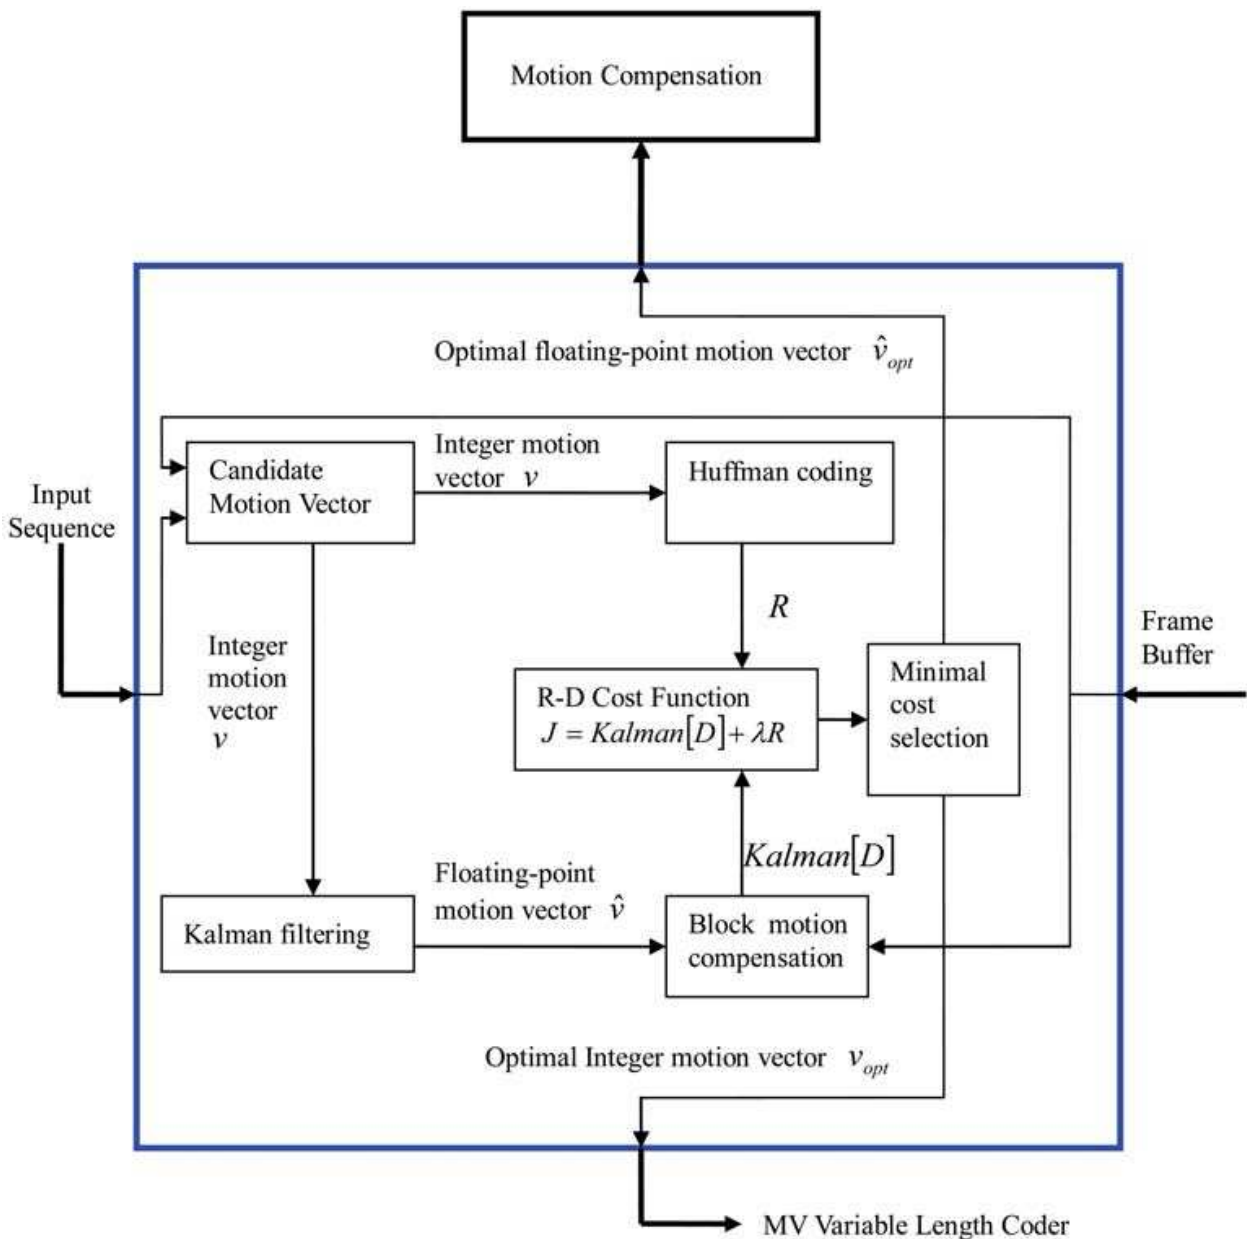 Motion Compensation
Optimal floating-point motion vector v̂opt
Candidate
Motion Vector
Integer motion
vector v
Huffman coding
Input
Sequence
R
Integer
motion
vector
v
R-D Cost Function
J = Kalman[D] + λR
Minimal
cost
selection
Frame
Buffer
Kalman[D]
Kalman filtering
Floating-point
motion vector v̂
Block motion
compensation
Optimal Integer motion vector vopt
MV Variable Length Coder